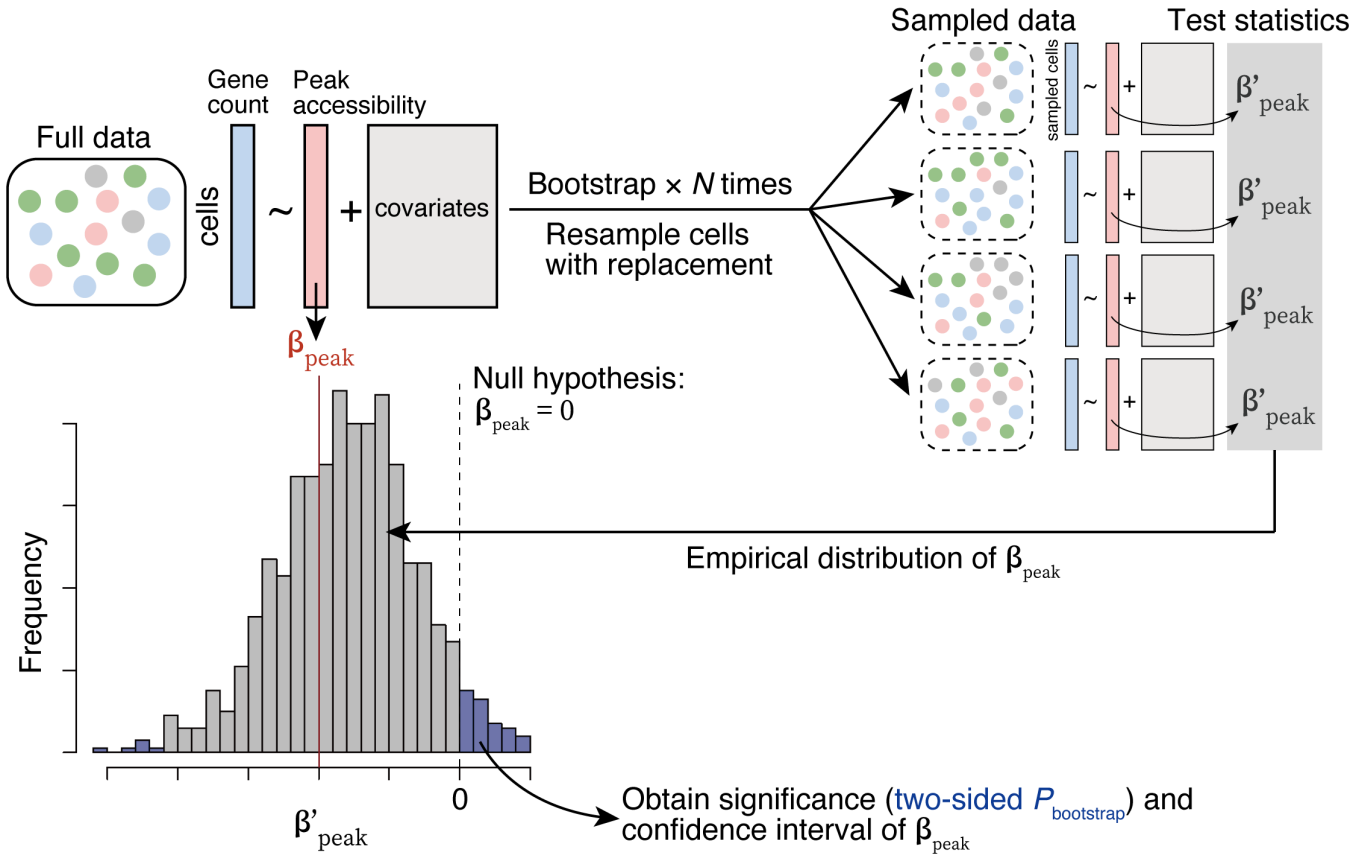 Full data
Gene
count
Peak
accessibility
cells
~
+
covariates
βpeak
Bootstrap × N times
Resample cells
with replacement
Sampled data
Test statistics
sampled cells
~
+
β'peak
~
+
β'peak
~
+
β'peak
~
+
β'peak
Null hypothesis:
βpeak = 0
Empirical distribution of βpeak
Frequency
0
β'peak
Obtain significance (two-sided Pbootstrap) and
confidence interval of βpeak